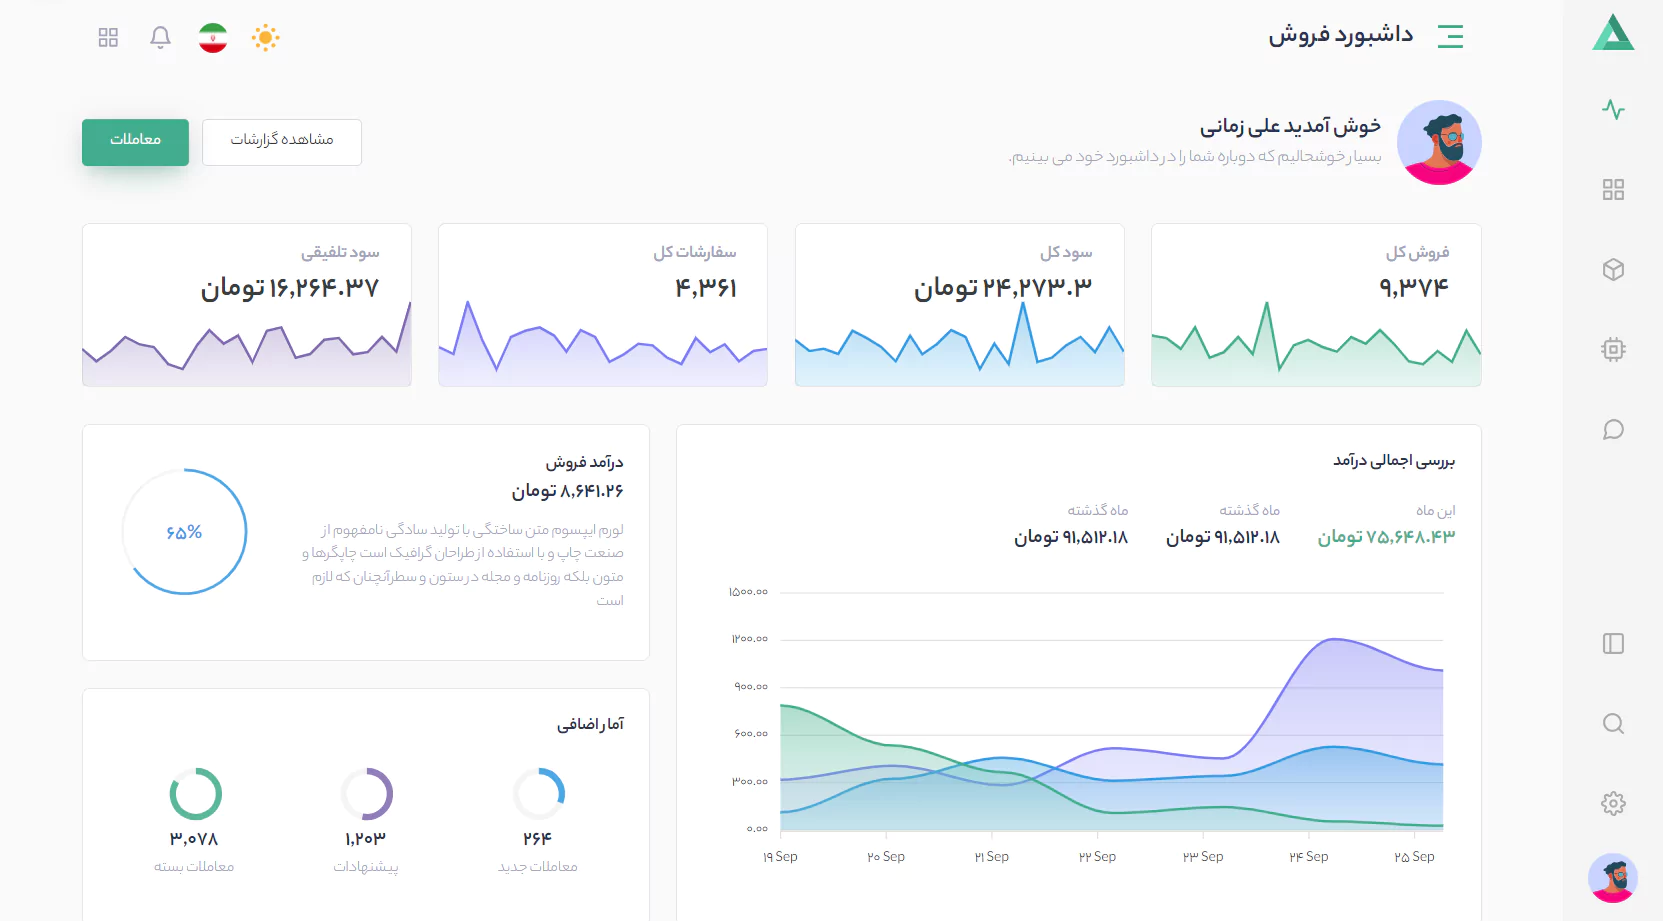 داشبورد فروش
خوش آمدید علی زمانی
بسیار خوشحالیم که دوباره شما را در داشبورد خود می بینیم.
مشاهده گزارشات
معاملات
فروش کل
۹,۳۷۴
سود کل
۲۴,۲۷۳.۳ تومان
سفارشات کل
۴,۳۶۱
سود تلفیقی
۱۶,۲۶۴.۳۷ تومان
بررسی اجمالی درآمد
این ماه
۷۵,۶۴۸.۴۳ تومان
ماه گذشته
۹۱,۵۱۲.۱۸ تومان
ماه گذشته
۹۱,۵۱۲.۱۸ تومان
۱۵۰۰.۰۰
۱۲۰۰.۰۰
۹۰۰.۰۰
۶۰۰.۰۰
۳۰۰.۰۰
۰.۰۰
۱۹ Sep
۲۰ Sep
۲۱ Sep
۲۲ Sep
۲۳ Sep
۲۴ Sep
۲۵ Sep
درآمد فروش
۸,۶۴۱.۲۶ تومان
لورم ایپسوم متن ساختگی با تولید سادگی نامفهوم از
صنعت چاپ و با استفاده از طراحان گرافیک است چاپگرها و
متون بلکه روزنامه و مجله در ستون و سطرآنچنان که لازم
است
۶۵%
آمار اضافی
۲۶۴
معاملات جدید
۱,۲۰۳
پیشنهادات
۳,۰۷۸
معاملات بسته